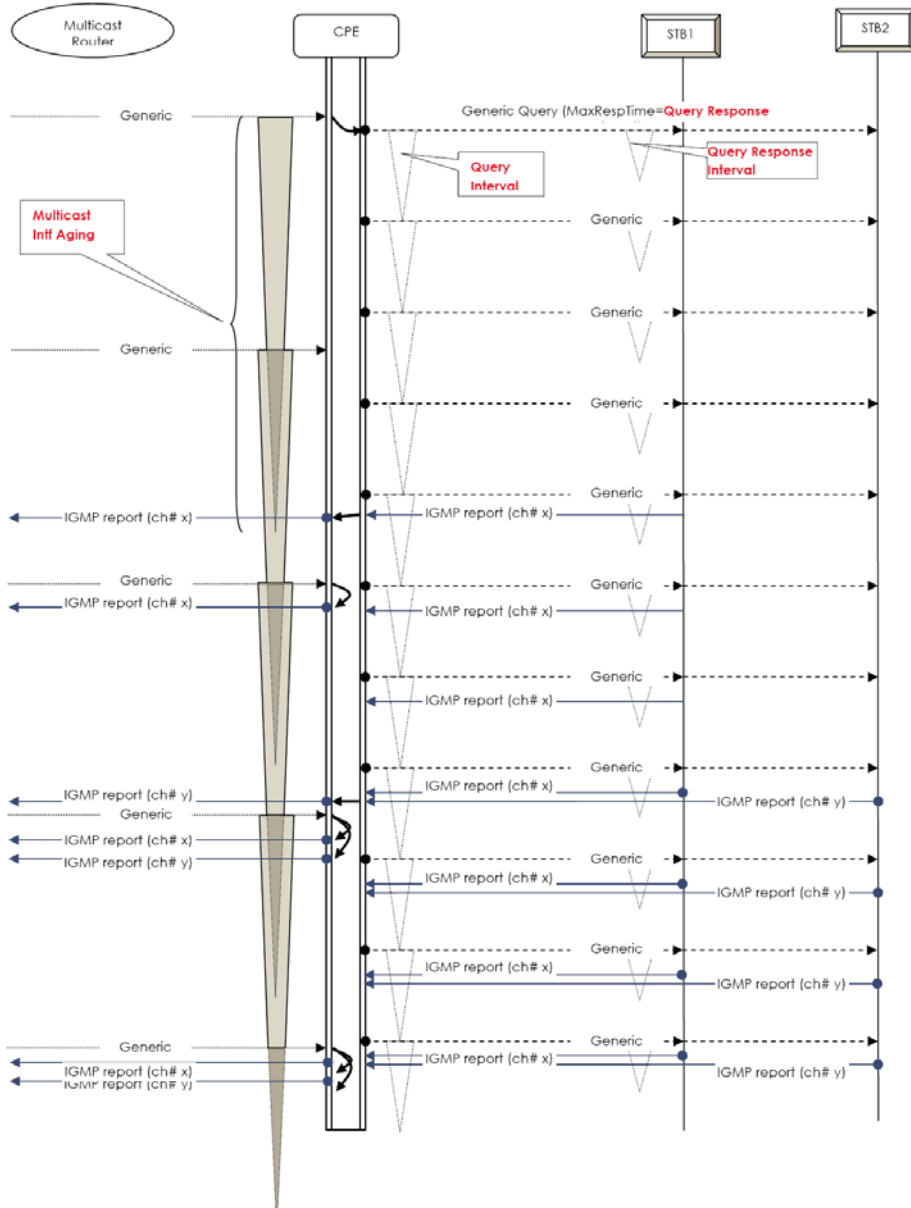 Multicast
Router
CPE
STB1
STB2
Generic
Generic Query (MaxRespTime=Query Response
Query
Interval
Query Response
Interval
Multicast
Intf Aging
Generic
Generic
Generic
Generic
Generic
IGMP report (ch# x)
IGMP report (ch# x)
Generic
Generic
IGMP report (ch# x)
IGMP report (ch# x)
Generic
IGMP report (ch# x)
Generic
IGMP report (ch# y)
IGMP report (ch# x)
IGMP report (ch# y)
Generic
IGMP report (ch# x)
IGMP report (ch# y)
Generic
IGMP report (ch# x)
IGMP report (ch# y)
Generic
IGMP report (ch# x)
IGMP report (ch# y)
Generic
Generic
IGMP report (ch# x)
IGMP report (ch# y)
IGMP report (ch# x)
IGMP report (ch# y)